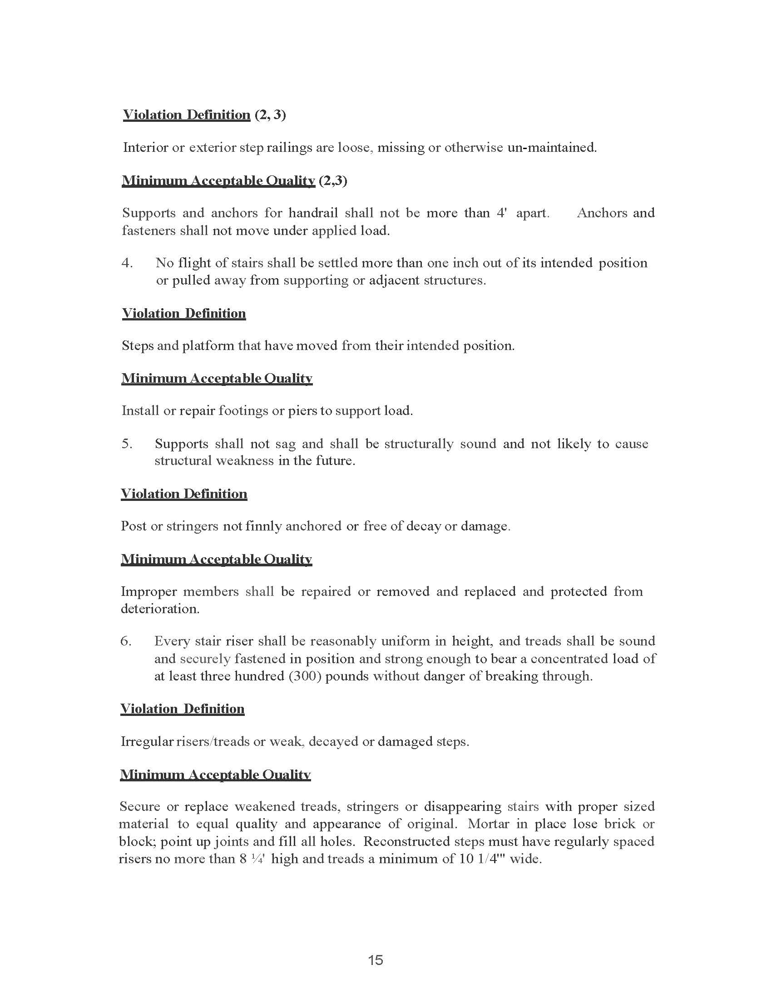 Violation Definition (2, 3)
Interior or exterior step railings are loose, missing or otherwise un-maintained.
Minimum Acceptable Quality (2,3)
Supports and anchors for handrail shall not be more than 4' apart. Anchors and
fasteners shall not move under applied load.
4. No flight of stairs shall be settled more than one inch out of its intended position
or pulled away from supporting or adjacent structures.
Violation Definition
Steps and platform that have moved from their intended position.
Minimum Acceptable Quality
Install or repair footings or piers to support load.
5. Supports shall not sag and shall be structurally sound and not likely to cause
structural weakness in the future.
Violation Definition
Post or stringers not finnly anchored or free of decay or damage.
Minimum Acceptable Quality
Improper members shall be repaired or removed and replaced and protected from
deterioration.
6. Every stair riser shall be reasonably uniform in height, and treads shall be sound
and securely fastened in position and strong enough to bear a concentrated load of
at least three hundred (300) pounds without danger of breaking through.
Violation Definition
Irregular risers/treads or weak, decayed or damaged steps.
Minimum Acceptable Quality
Secure or replace weakened treads, stringers or disappearing stairs with proper sized
material to equal quality and appearance of original. Mortar in place lose brick or
block; point up joints and fill all holes. Reconstructed steps must have regularly spaced
risers no more than 8 ¼' high and treads a minimum of 10 1/4'" wide.
15